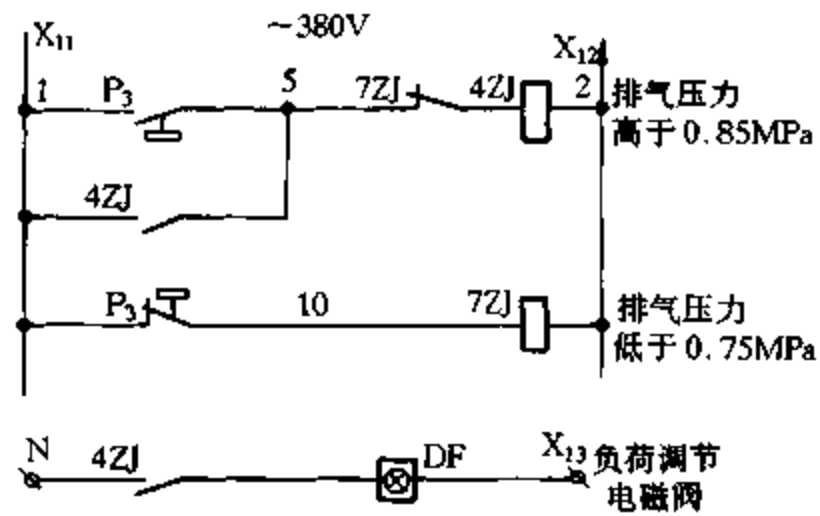 ~380V
X11
X12
1 P3 5 7ZJ 4ZJ 2 排气压力
高于0.85MPa
4ZJ
P3 10 7ZJ 排气压力
低于0.75MPa
N 4ZJ DF X13 负荷调节
电磁阀